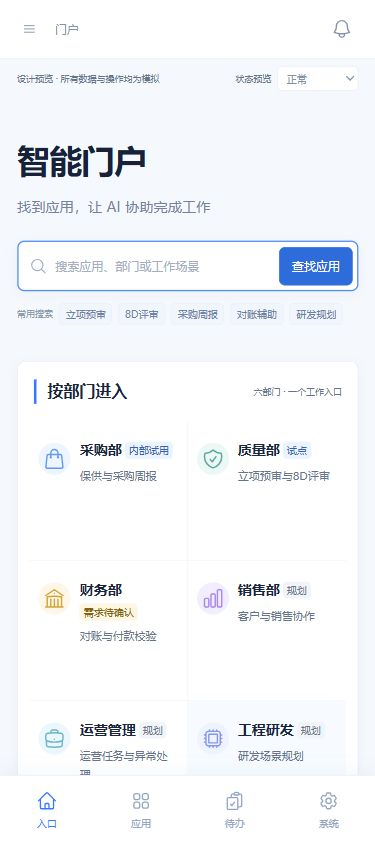 门户
设计预览 · 所有数据与操作均为模拟
状态预览 正常
智能门户
找到应用，让 AI 协助完成工作
搜索应用、部门或工作场景 查找应用
常用搜索 立项预审 8D评审 采购周报 对账辅助 研发规划
按部门进入 六部门 · 一个工作入口
采购部 内部试用
保供与采购周报
质量部 试点
立项预审与8D评审
财务部
需求待确认
对账与付款校验
销售部 规划
客户与销售协作
运营管理 规划
运营任务与异常处
理
工程研发 规划
研发场景规划
入口 应用 待办 系统